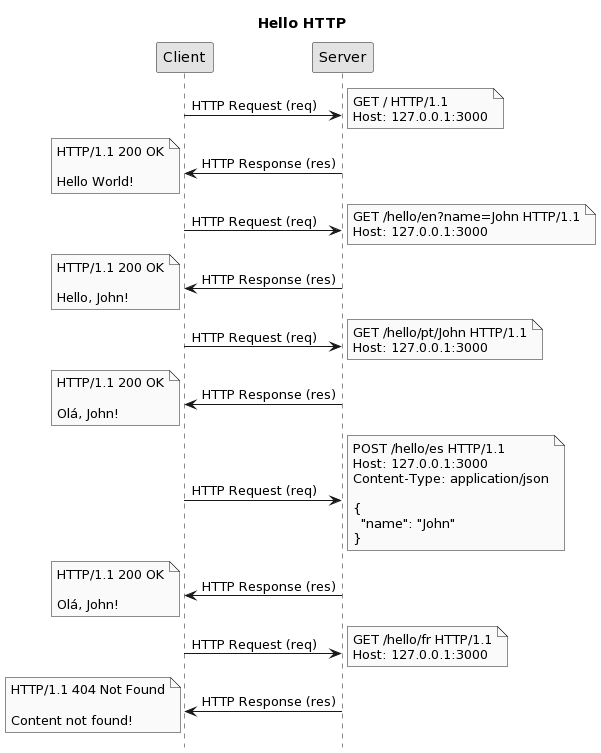 Hello HTTP
Client
Server
HTTP Request (req)
GET / HTTP/1.1
Host: 127.0.0.1:3000
HTTP/1.1 200 OK
Hello World!
HTTP Response (res)
HTTP Request (req)
GET /hello/en?name=John HTTP/1.1
Host: 127.0.0.1:3000
HTTP/1.1 200 OK
Hello, John!
HTTP Response (res)
HTTP Request (req)
GET /hello/pt/John HTTP/1.1
Host: 127.0.0.1:3000
HTTP/1.1 200 OK
Olá, John!
HTTP Response (res)
HTTP Request (req)
POST /hello/es HTTP/1.1
Host: 127.0.0.1:3000
Content-Type: application/json
{
"name": "John"
}
HTTP/1.1 200 OK
Olá, John!
HTTP Response (res)
HTTP Request (req)
GET /hello/fr HTTP/1.1
Host: 127.0.0.1:3000
HTTP/1.1 404 Not Found
Content not found!
HTTP Response (res)